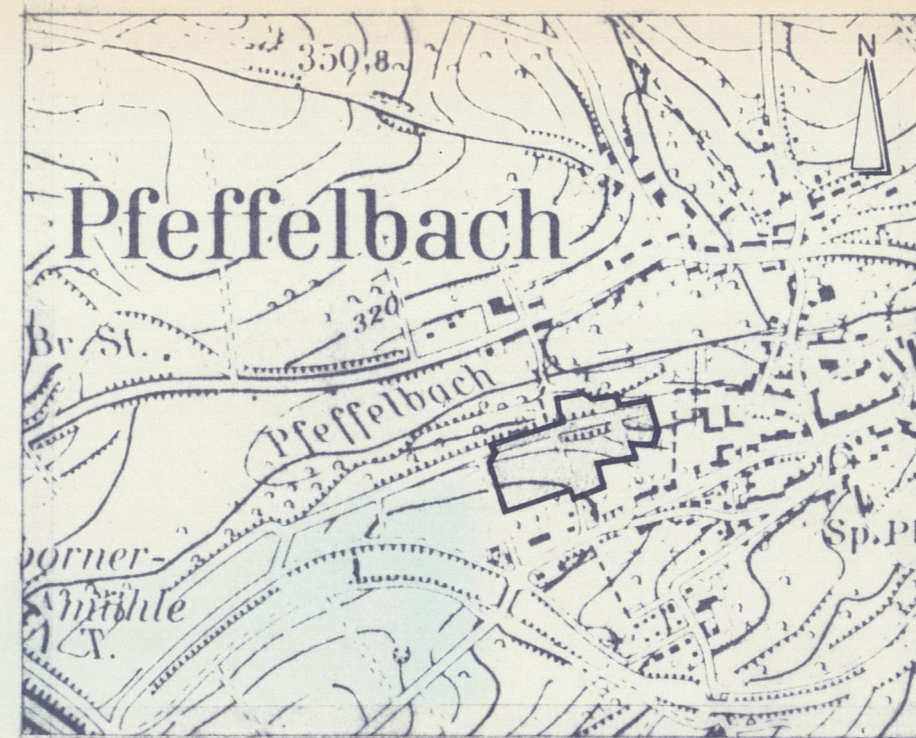 350,8
N
Pfeffelbach
320
Br. St.
Pfeffelbach
orner-
mühle
T.
Sp.Pl